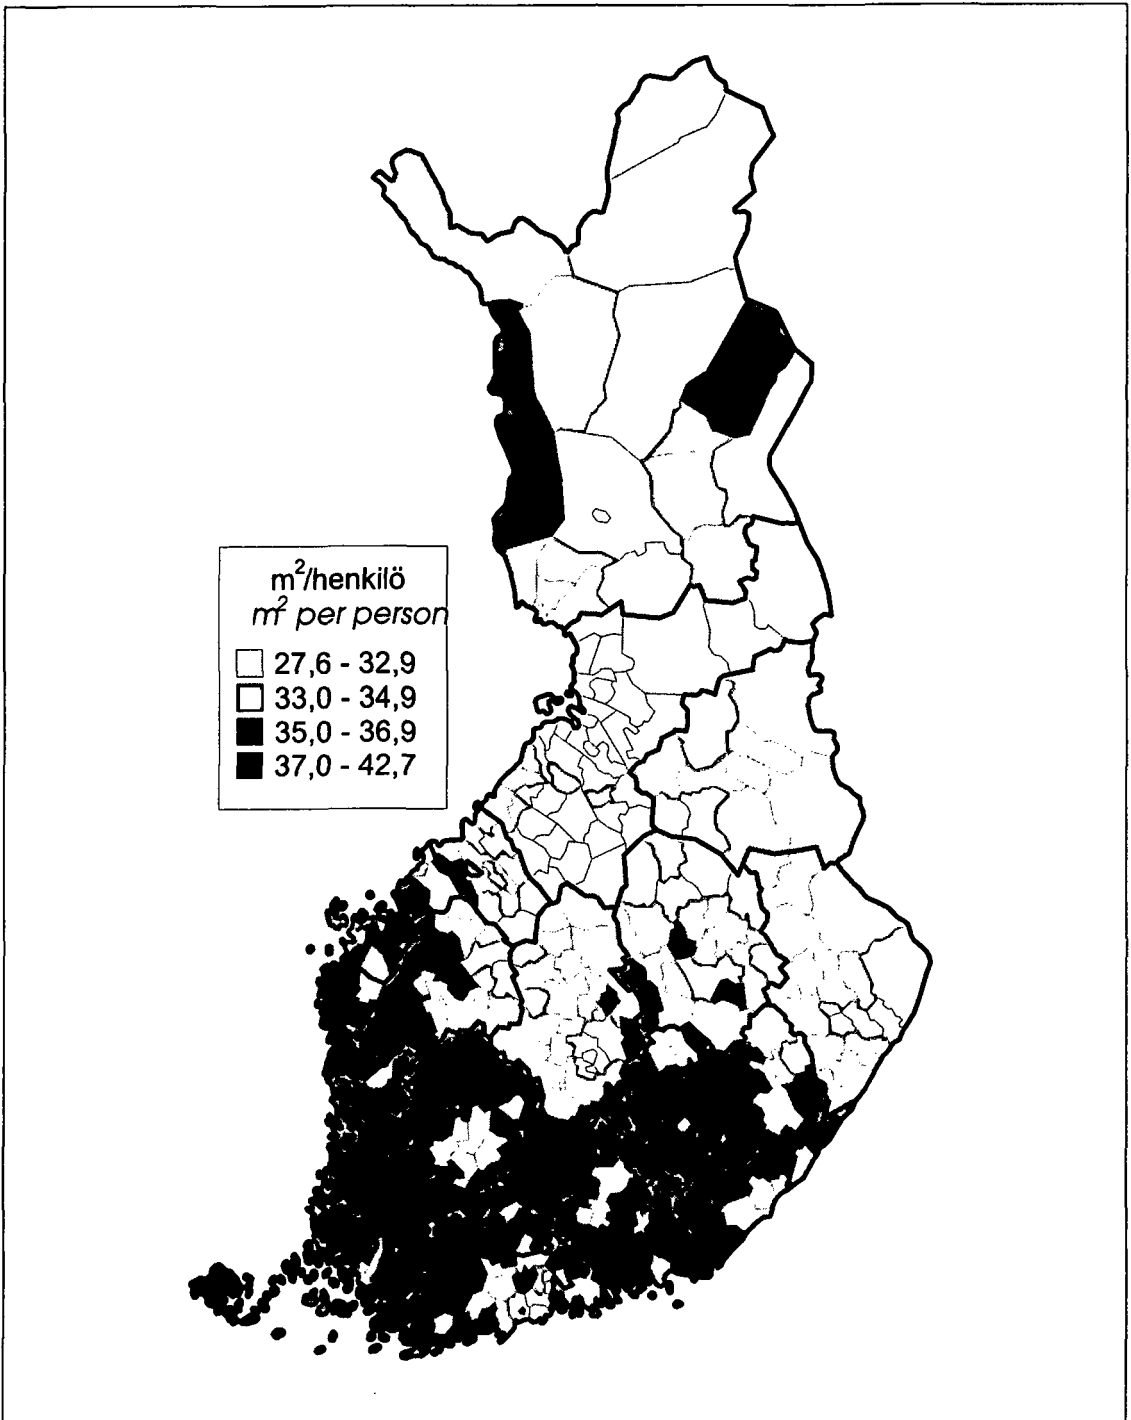 m²/henkilö
m² per person
27,6 - 32,9
33,0 - 34,9
35,0 - 36,9
37,0 - 42,7